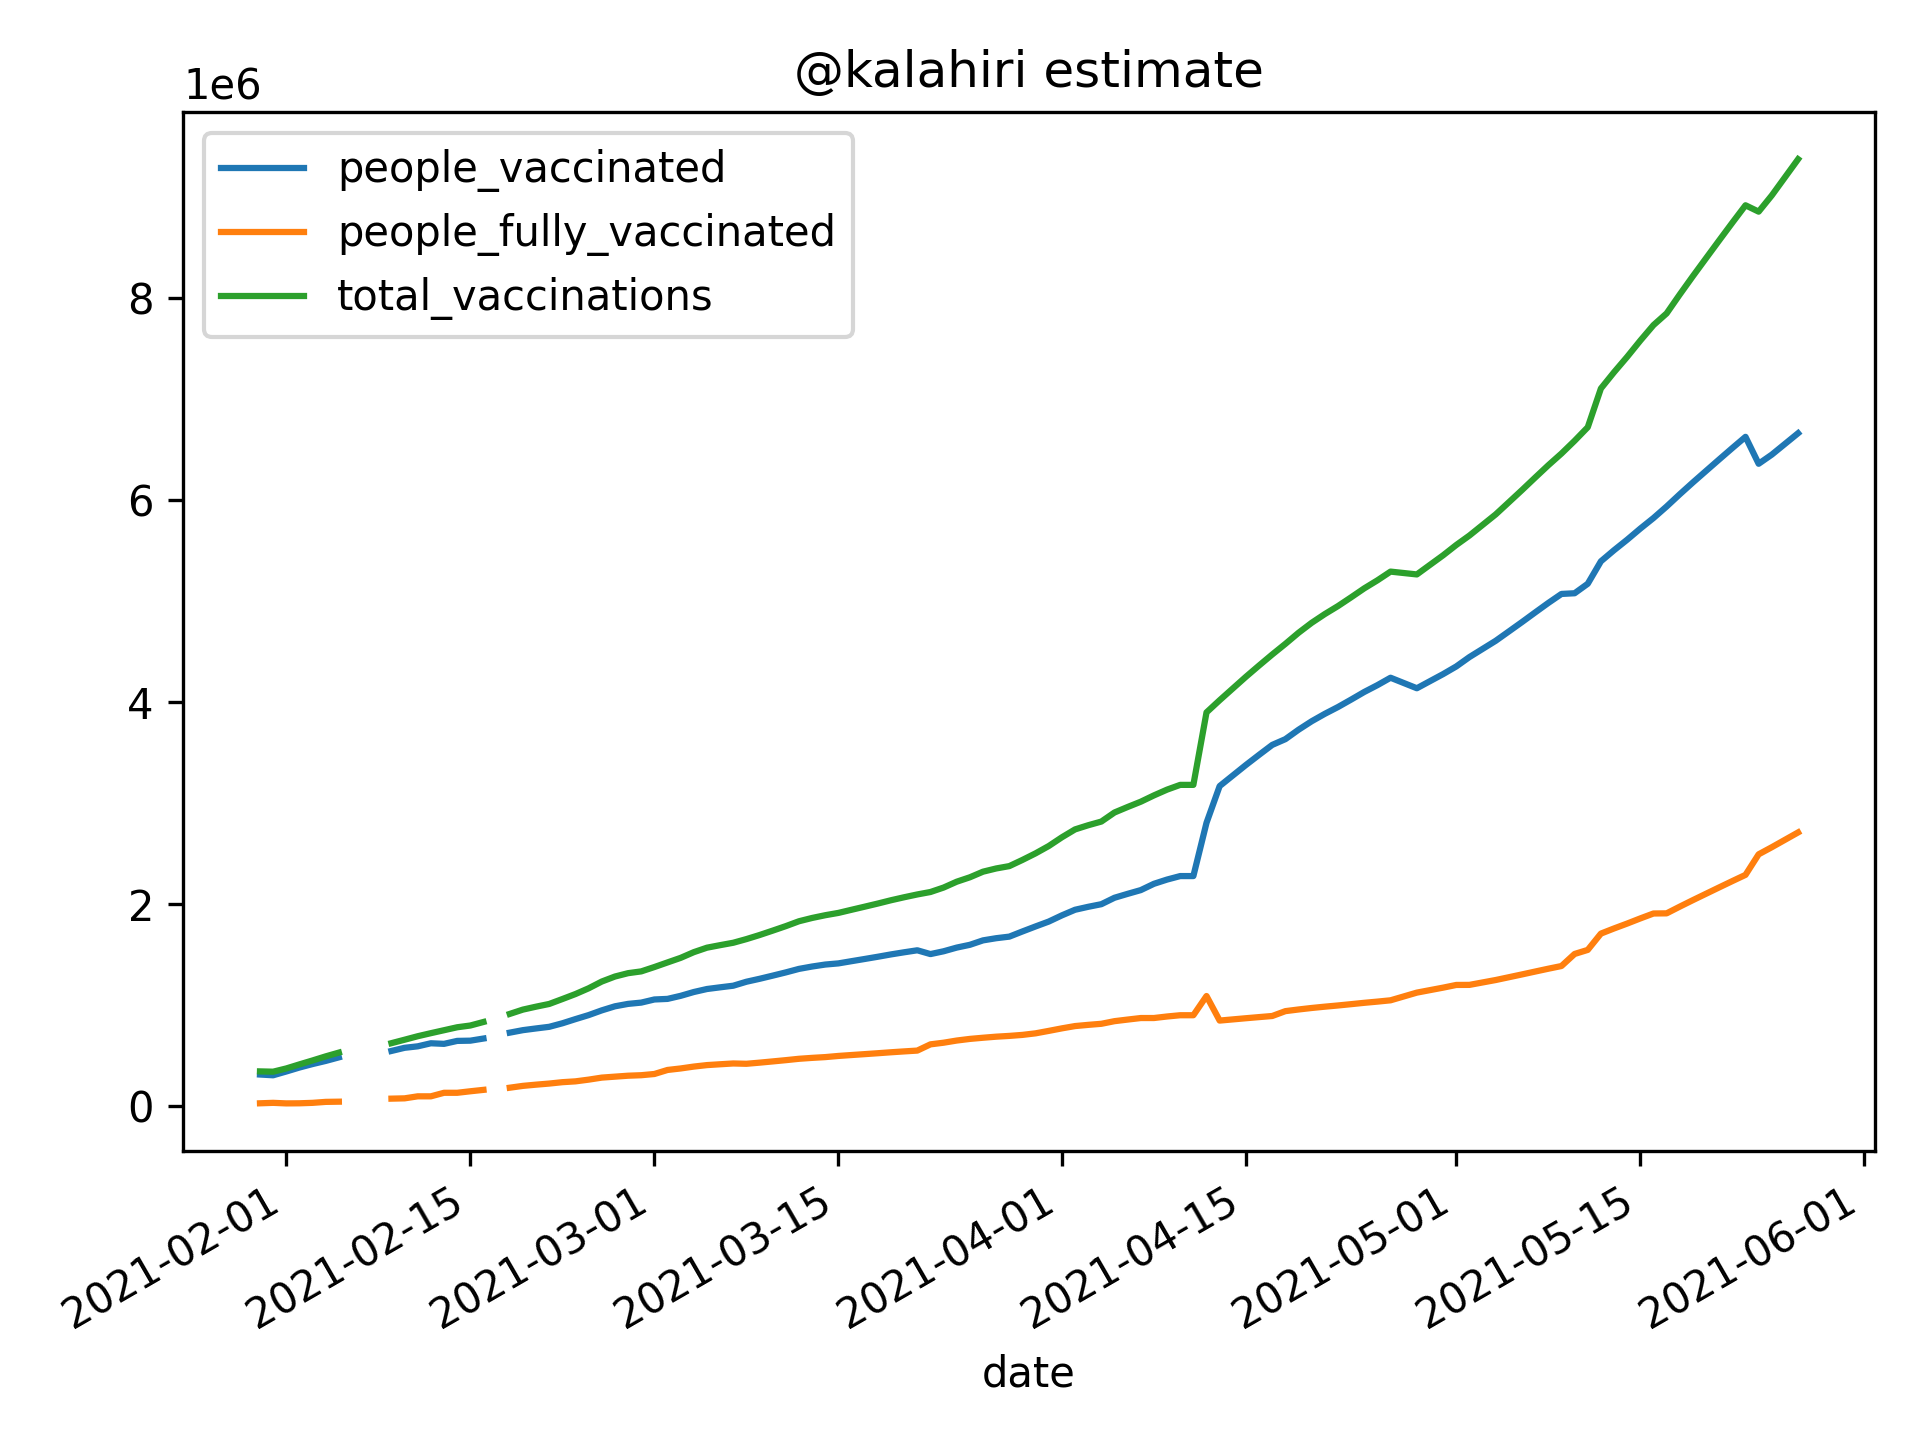 @kalahiri estimate
1e6
people_vaccinated
people_fully_vaccinated
total_vaccinations
8
6
4
2
0
2021-02-01
2021-02-15
2021-03-01
2021-03-15
2021-04-01
2021-04-15
2021-05-01
2021-05-15
2021-06-01
date